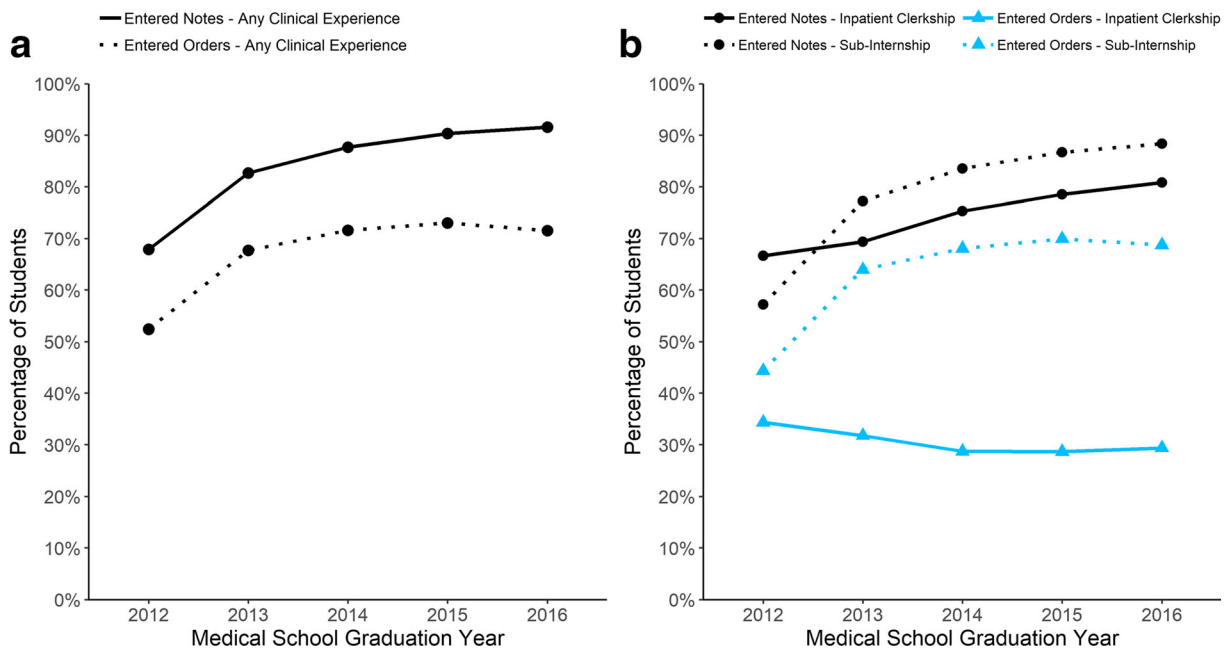 a
Entered Notes - Any Clinical Experience
Entered Orders - Any Clinical Experience
100%
90%
80%
70%
60%
50%
40%
30%
20%
10%
0%
Percentage of Students
2012 2013 2014 2015 2016
Medical School Graduation Year
b
Entered Notes - Inpatient Clerkship Entered Orders - Inpatient Clerkship
Entered Notes - Sub-Internship Entered Orders - Sub-Internship
100%
90%
80%
70%
60%
50%
40%
30%
20%
10%
0%
Percentage of Students
2012 2013 2014 2015 2016
Medical School Graduation Year